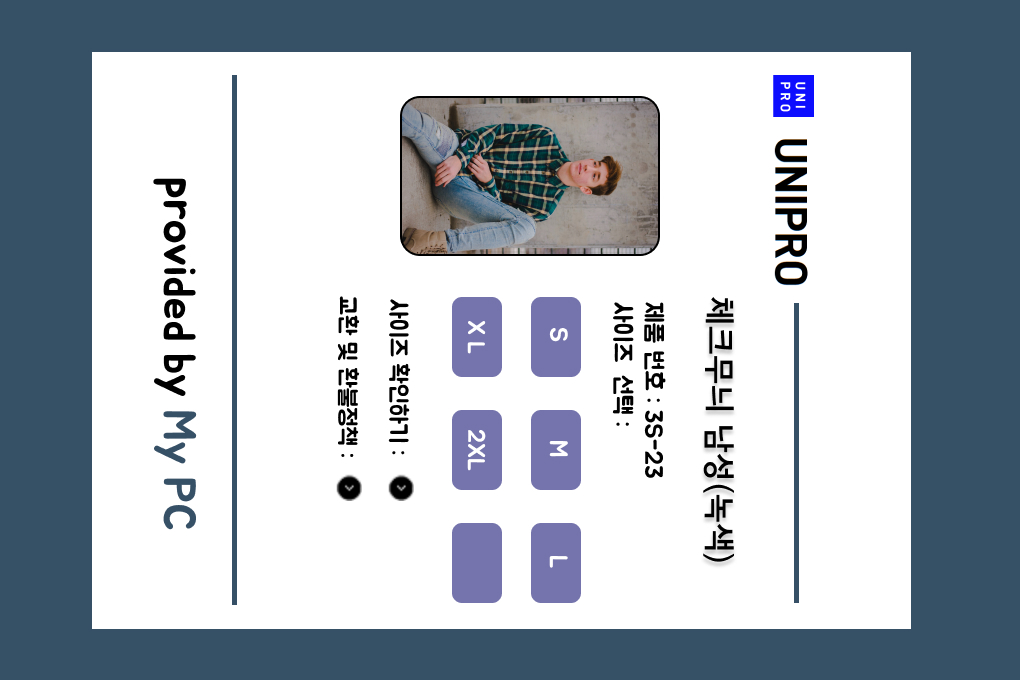 UNI
PRO
UNIPRO
체크무늬 남성(녹색)
제품 번호 : 3S-23
사이즈 선택 :
S
M
L
XL
2XL
사이즈 확인하기 :
교환 및 환불정책 :
provided by My PC